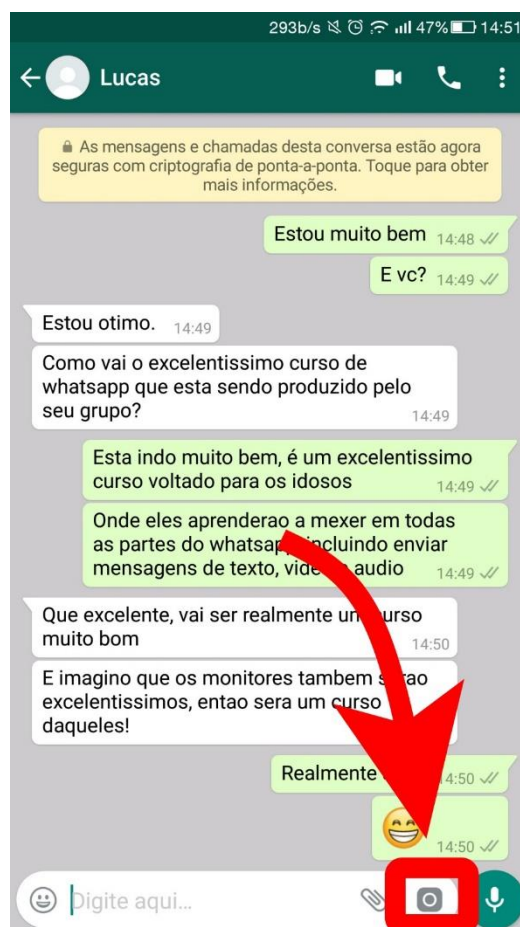 293b/s 47% 14:51
Lucas
As mensagens e chamadas desta conversa estão agora
seguras com criptografia de ponta-a-ponta. Toque para obter
mais informações.
Estou muito bem 14:48
E vc? 14:49
Estou otimo. 14:49
Como vai o excelentissimo curso de
whatsapp que esta sendo produzido pelo
seu grupo? 14:49
Esta indo muito bem, é um excelentissimo
curso voltado para os idosos 14:49
Onde eles aprenderao a mexer em todas
as partes do whatsapp incluindo enviar
mensagens de texto, audio 14:49
Que excelente, vai ser realmente um curso
muito bom 14:50
E imagino que os monitores tambem
excelentissimos, entao sera um curso
daqueles!
Realmente 14:50
14:50
Digite aqui...